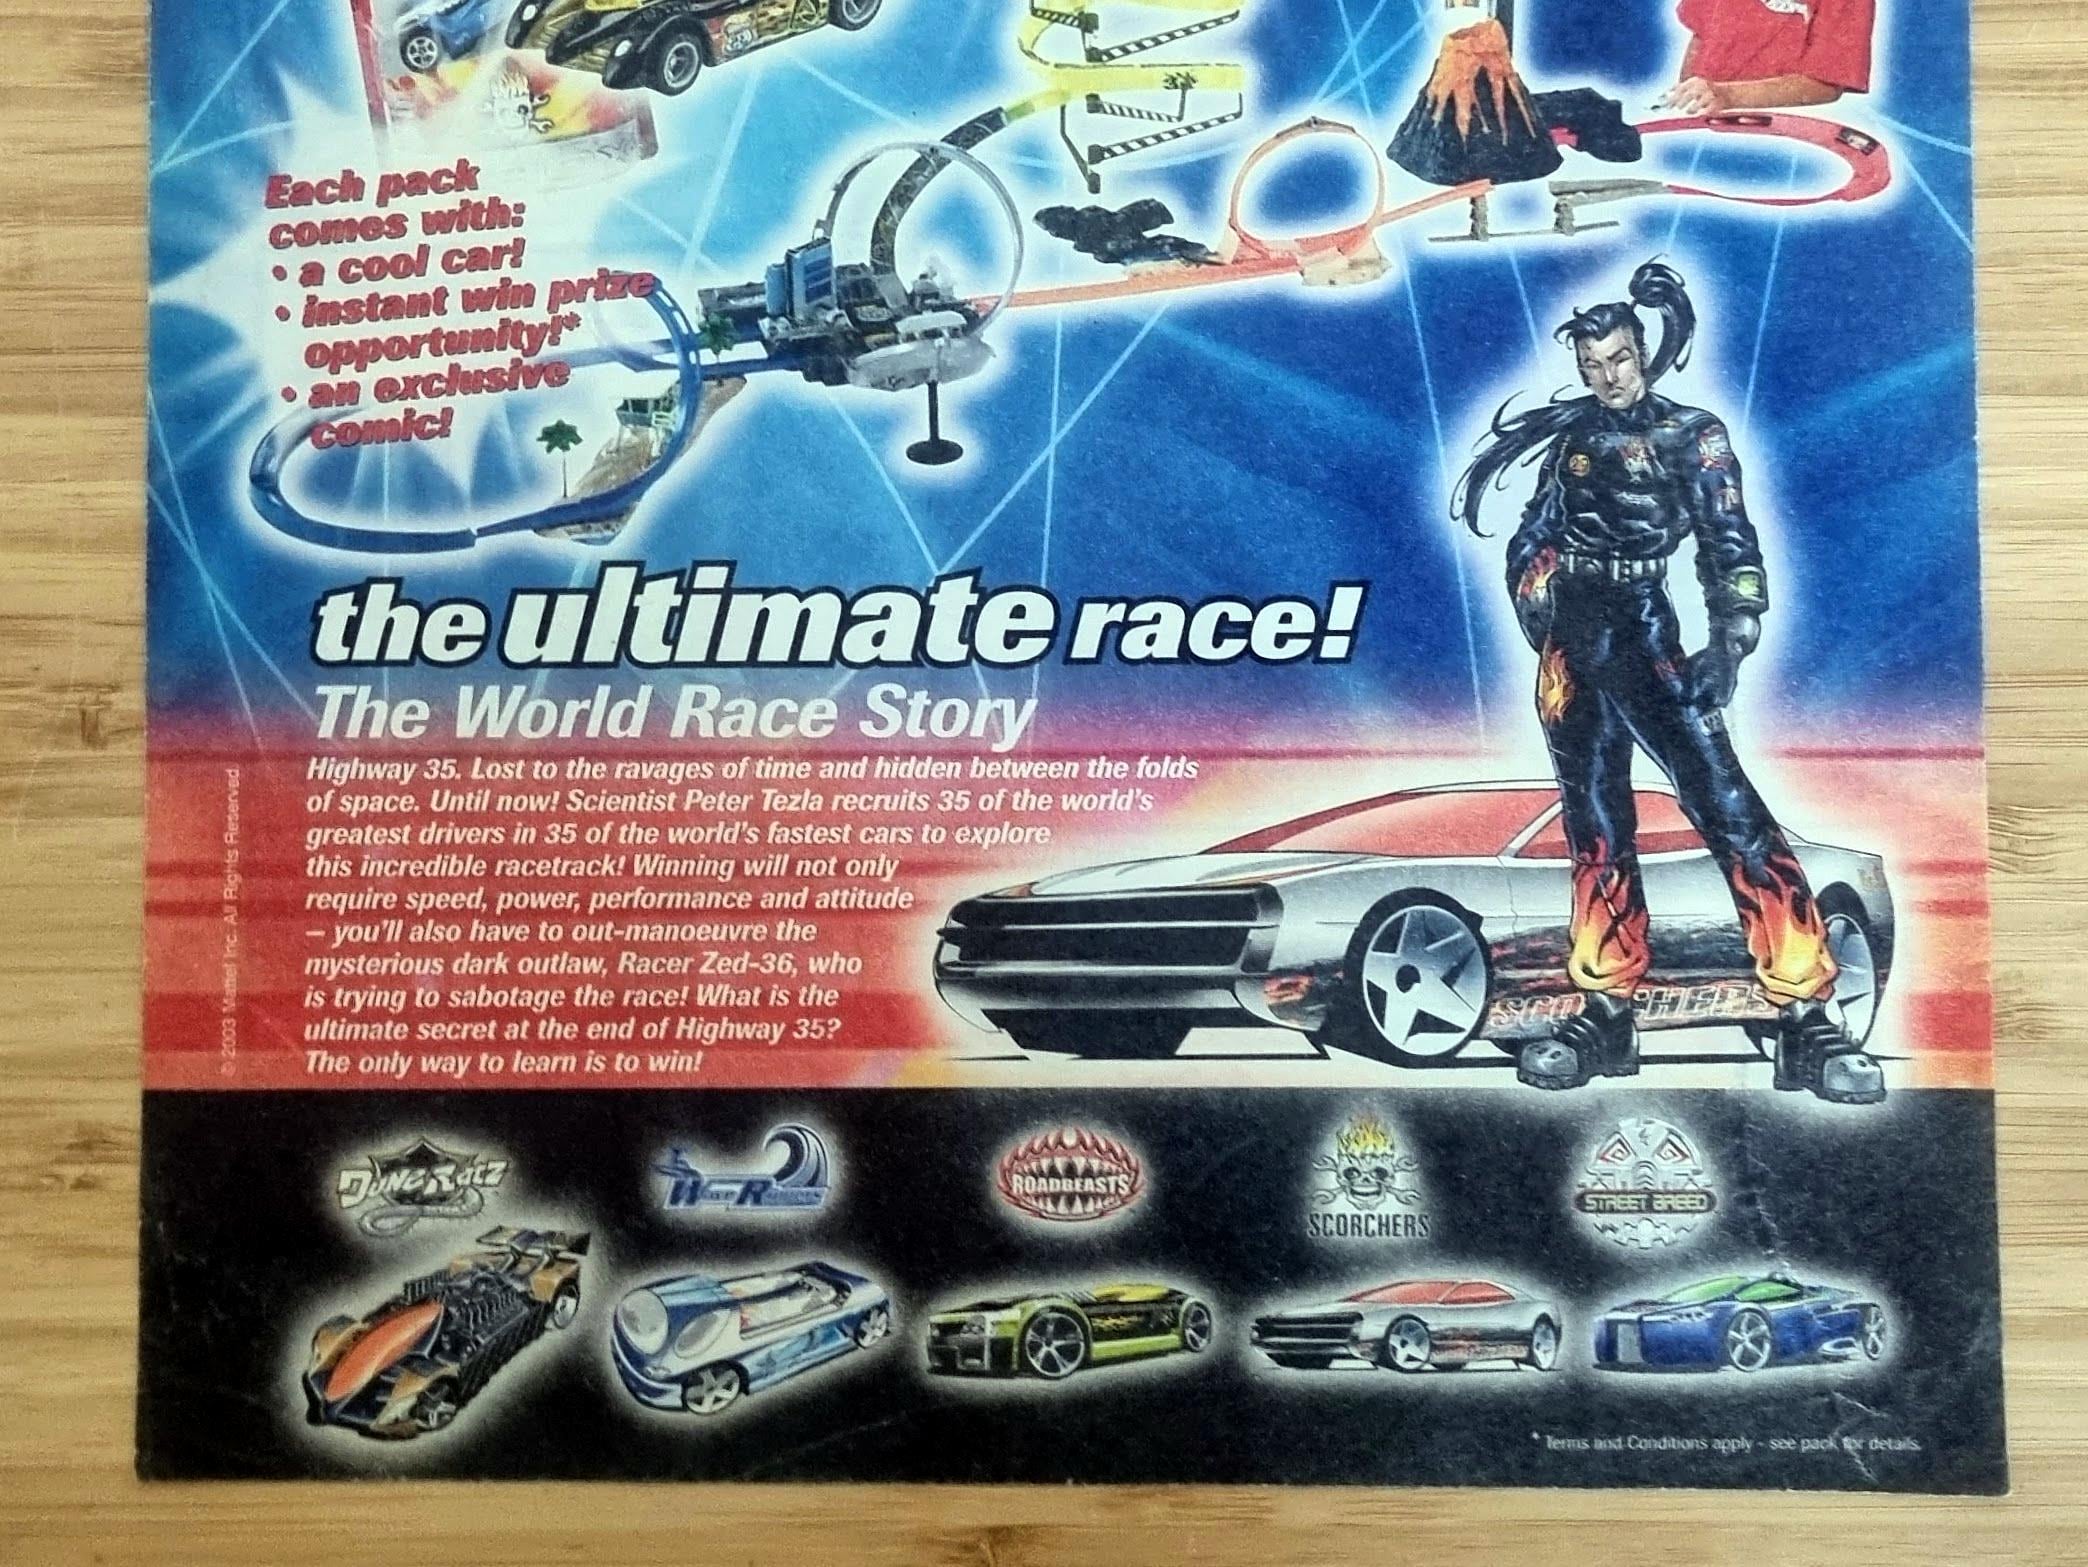 Each pack
comes with:
• a cool car!
• instant win prize
opportunity!*
• an exclusive
comic!
the ultimate race!
The World Race Story
Highway 35. Lost to the ravages of time and hidden between the folds
of space. Until now! Scientist Peter Tezla recruits 35 of the world's
greatest drivers in 35 of the world's fastest cars to explore
this incredible racetrack! Winning will not only
require speed, power, performance and attitude
– you'll also have to out-manoeuvre the
mysterious dark outlaw, Racer Zed-36, who
is trying to sabotage the race! What is the
ultimate secret at the end of Highway 35?
The only way to learn is to win!
© 2003 Mattel Inc. All Rights Reserved.
DUNE RATZ
WAVE RIPPERS
ROADBEASTS
SCORCHERS
STREET BREED
* Terms and Conditions apply - see pack for details.